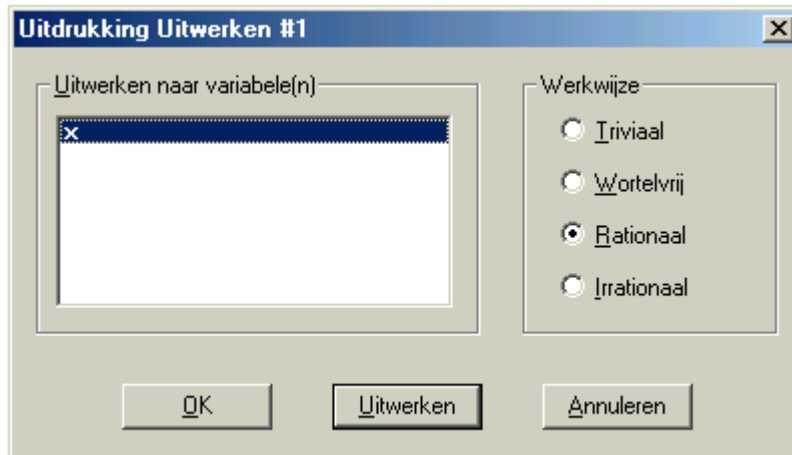 Uitdrukking Uitwerken #1
Uitwerken naar variabele(n)
x
Werkwijze
Triviaal
Wortelvrij
Rationaal
Irrationaal
OK
Uitwerken
Annuleren